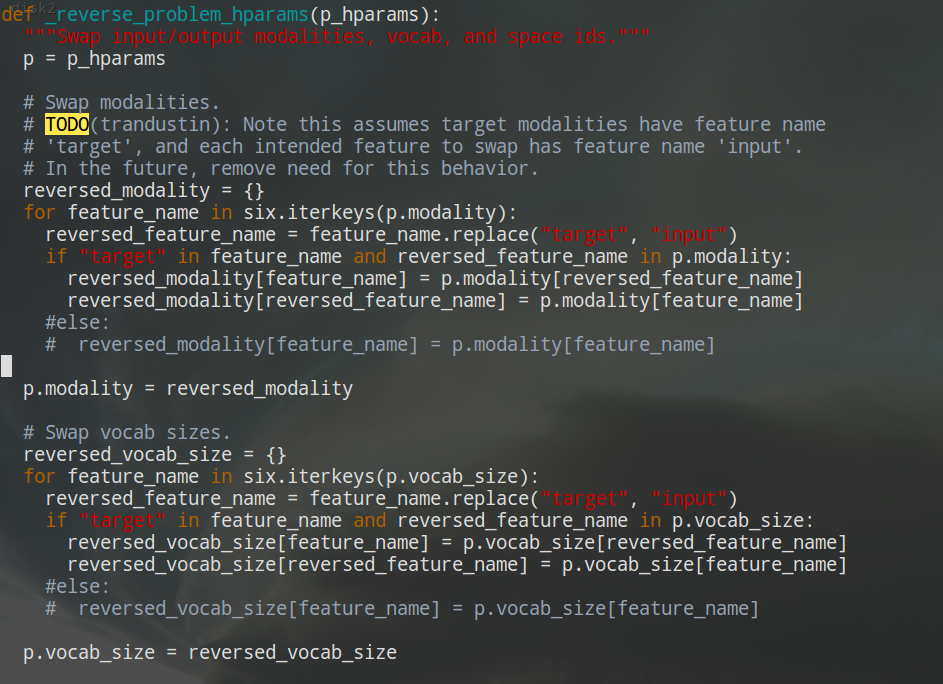 def _reverse_problem_hparams(p_hparams):
  """Swap input/output modalities, vocab, and space ids."""
  p = p_hparams

  # Swap modalities.
  # TODO(trandustin): Note this assumes target modalities have feature name
  # 'target', and each intended feature to swap has feature name 'input'.
  # In the future, remove need for this behavior.
  reversed_modality = {}
  for feature_name in six.iterkeys(p.modality):
    reversed_feature_name = feature_name.replace("target", "input")
    if "target" in feature_name and reversed_feature_name in p.modality:
      reversed_modality[feature_name] = p.modality[reversed_feature_name]
      reversed_modality[reversed_feature_name] = p.modality[feature_name]
    #else:
    #  reversed_modality[feature_name] = p.modality[feature_name]

  p.modality = reversed_modality

  # Swap vocab sizes.
  reversed_vocab_size = {}
  for feature_name in six.iterkeys(p.vocab_size):
    reversed_feature_name = feature_name.replace("target", "input")
    if "target" in feature_name and reversed_feature_name in p.vocab_size:
      reversed_vocab_size[feature_name] = p.vocab_size[reversed_feature_name]
      reversed_vocab_size[reversed_feature_name] = p.vocab_size[feature_name]
    #else:
    #  reversed_vocab_size[feature_name] = p.vocab_size[feature_name]

  p.vocab_size = reversed_vocab_size